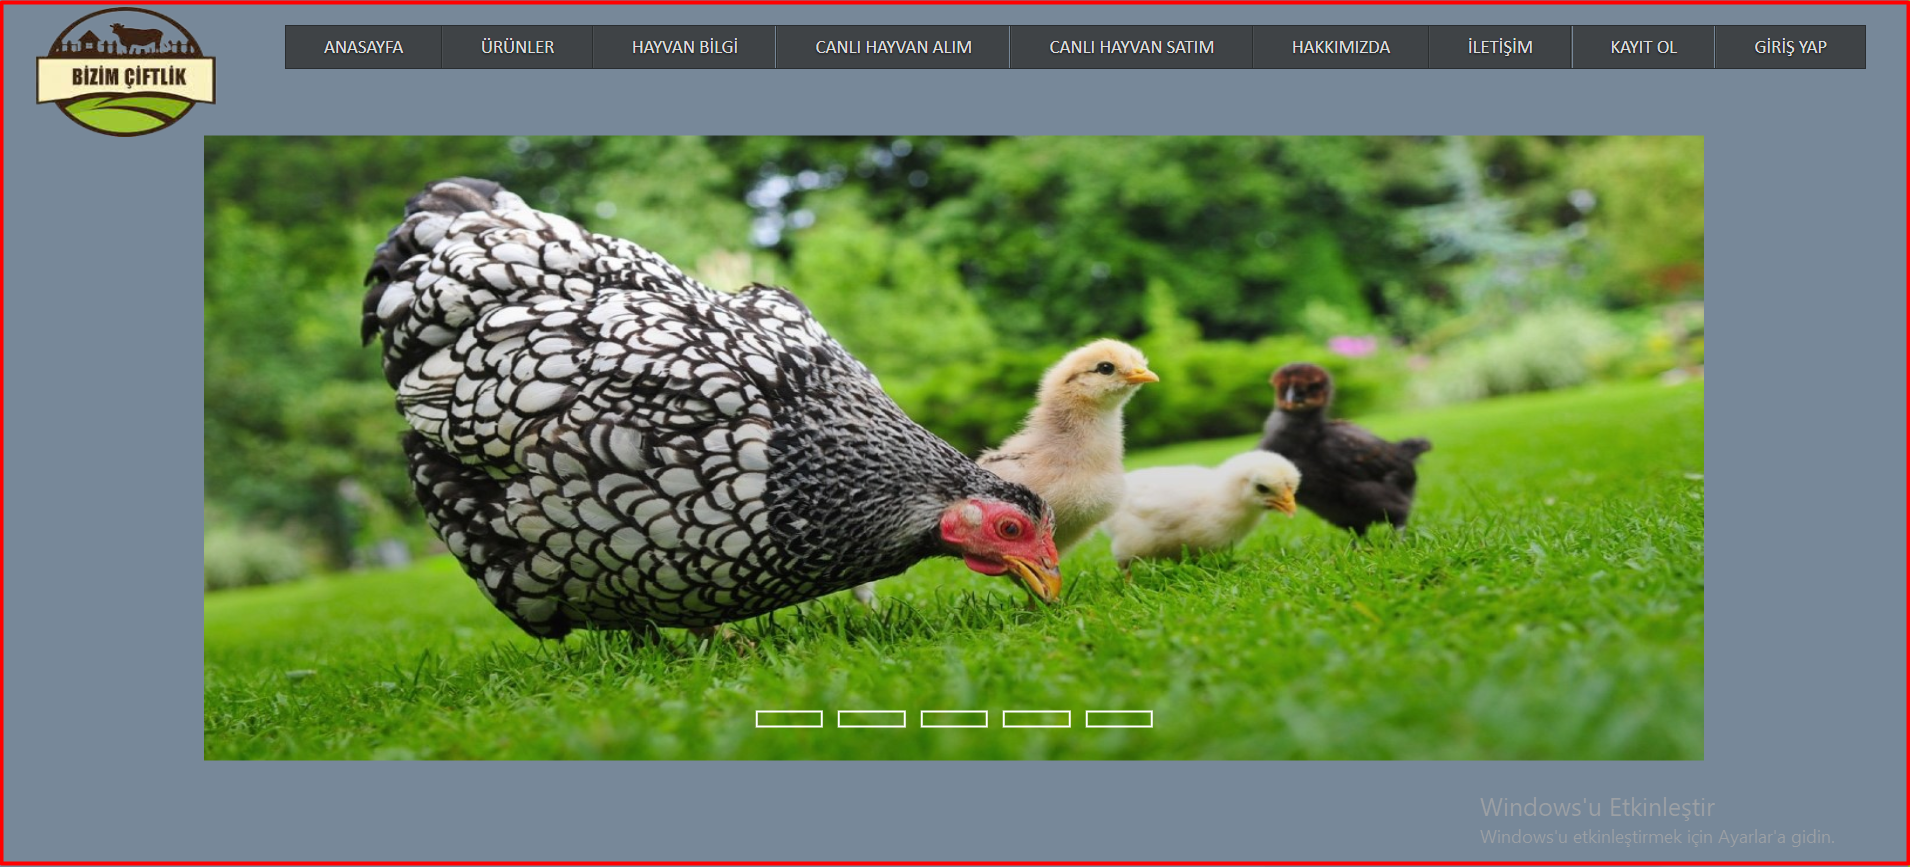 BİZİM ÇİFTLİK
ANASAYFA ÜRÜNLER HAYVAN BİLGİ CANLI HAYVAN ALIM CANLI HAYVAN SATIM HAKKIMIZDA İLETİŞİM KAYIT OL GİRİŞ YAP
Windows'u Etkinleştir
Windows'u etkinleştirmek için Ayarlar'a gidin.